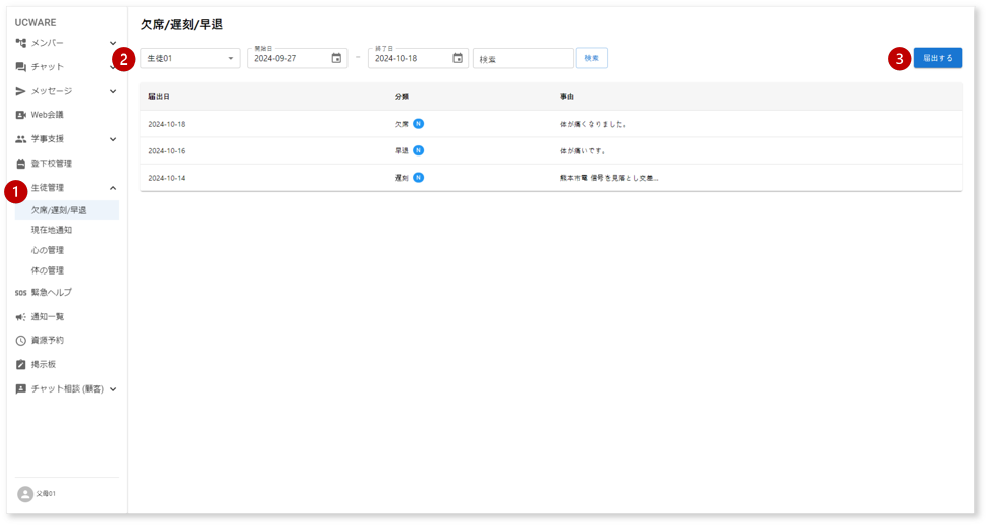 UCWARE
メンバー
チャット
メッセージ
Web会議
学事支援
登下校管理
1
生徒管理
欠席/遅刻/早退
現在地通知
心の管理
体の管理
SOS 緊急ヘルプ
通知一覧
資源予約
掲示板
チャット相談 (顧客)
父母01
欠席/遅刻/早退
2
生徒01
開始日
2024-09-27
~
終了日
2024-10-18
検索
検索
3
届出する
届出日 分類 事由
2024-10-18 欠席 N 体が痛くなりました。
2024-10-16 早退 N 体が痛いです。
2024-10-14 遅刻 N 熊本市電 信号を見落とし交差...